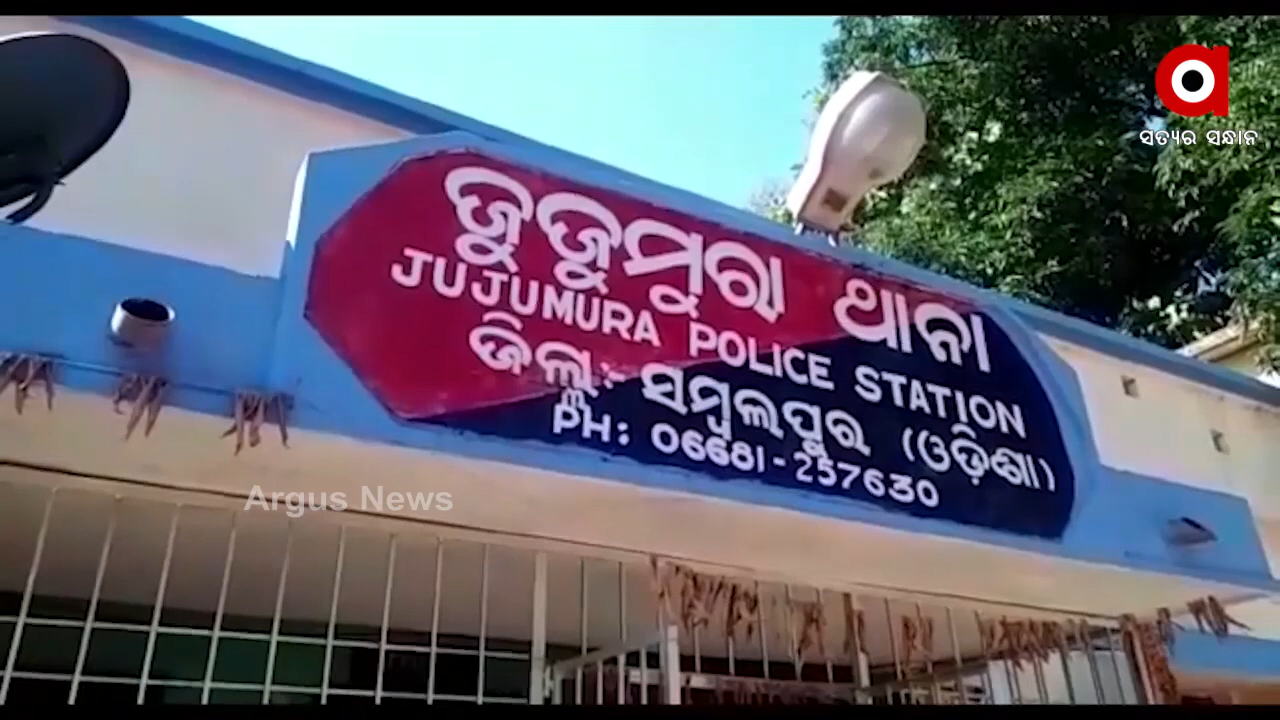 ସତ୍ୟର ସନ୍ଧାନ
ଜୁଜୁମୁରା ଥାନା
JUJUMURA POLICE STATION
ଜିଲ୍ଲା:- ସମ୍ବଲପୁର (ଓଡ଼ିଶା)
PH: 06681-257630
Argus News